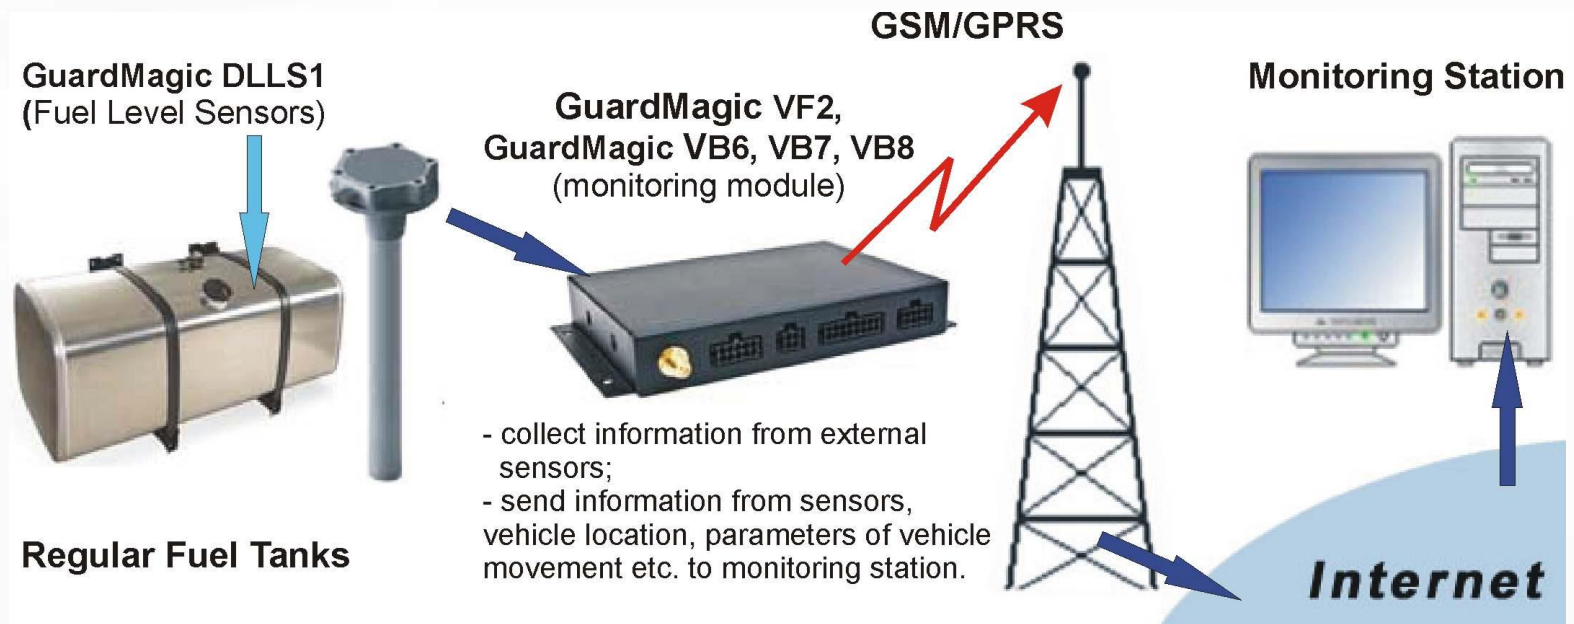 GuardMagic DLLS1
(Fuel Level Sensors)
Regular Fuel Tanks
GuardMagic VF2,
GuardMagic VB6, VB7, VB8
(monitoring module)
- collect information from external
sensors;
- send information from sensors,
vehicle location, parameters of vehicle
movement etc. to monitoring station.
GSM/GPRS
Monitoring Station
Internet